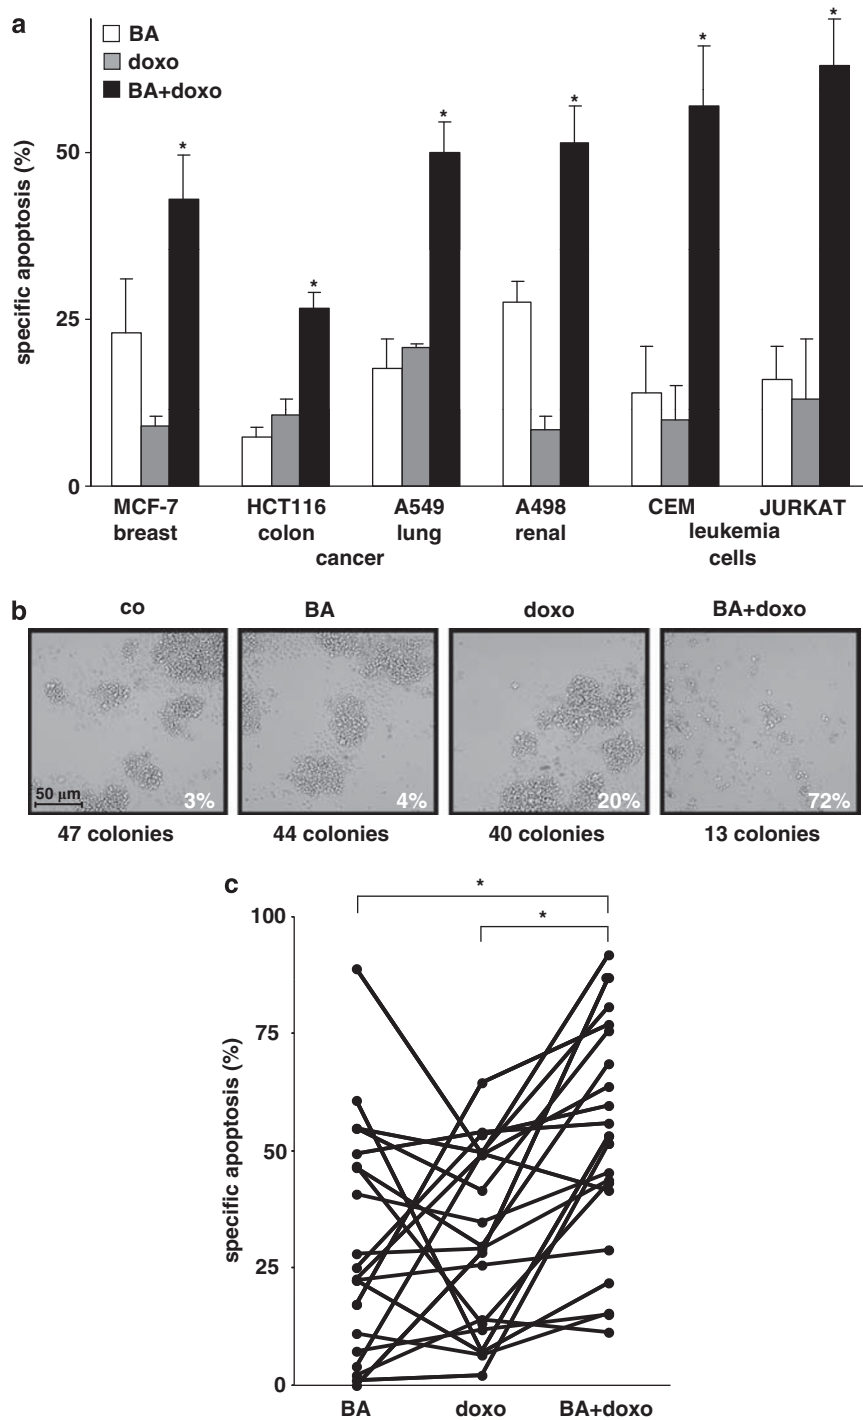 a
BA
doxo
BA+doxo
specific apoptosis (%)
50
25
0
* * * * * *
MCF-7 HCT116 A549 A498 CEM JURKAT
breast colon lung renal leukemia
cancer cells
b
co BA doxo BA+doxo
50 μm 3% 4% 20% 72%
47 colonies 44 colonies 40 colonies 13 colonies
c
*
*
specific apoptosis (%)
100
75
50
25
0
BA doxo BA+doxo